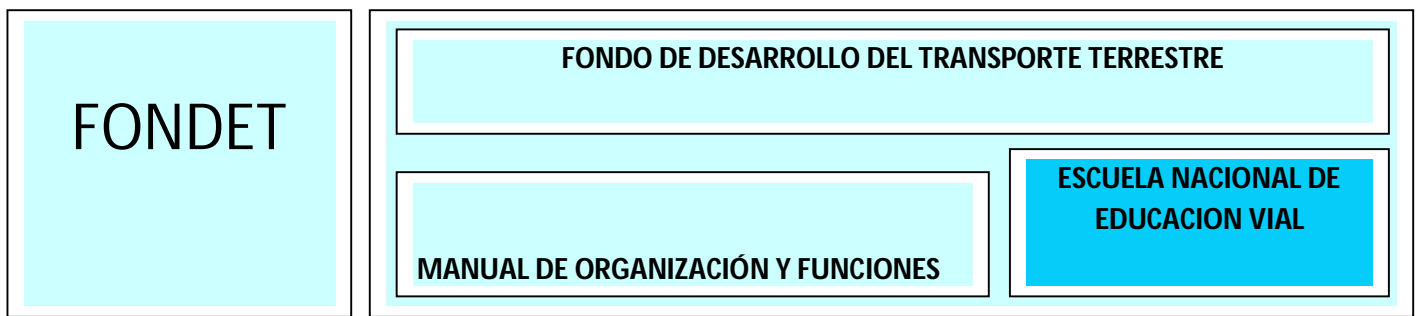 FONDET
FONDO DE DESARROLLO DEL TRANSPORTE TERRESTRE
MANUAL DE ORGANIZACIÓN Y FUNCIONES
ESCUELA NACIONAL DE
EDUCACION VIAL